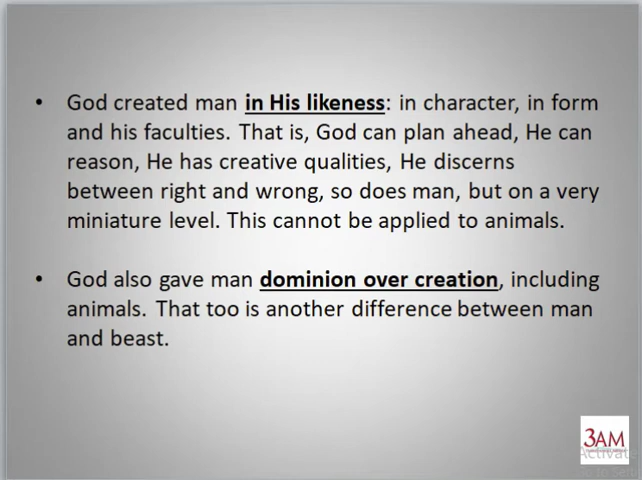 • God created man in His likeness: in character, in form
and his faculties. That is, God can plan ahead, He can
reason, He has creative qualities, He discerns
between right and wrong, so does man, but on a very
miniature level. This cannot be applied to animals.
• God also gave man dominion over creation, including
animals. That too is another difference between man
and beast.
3AM
Activate